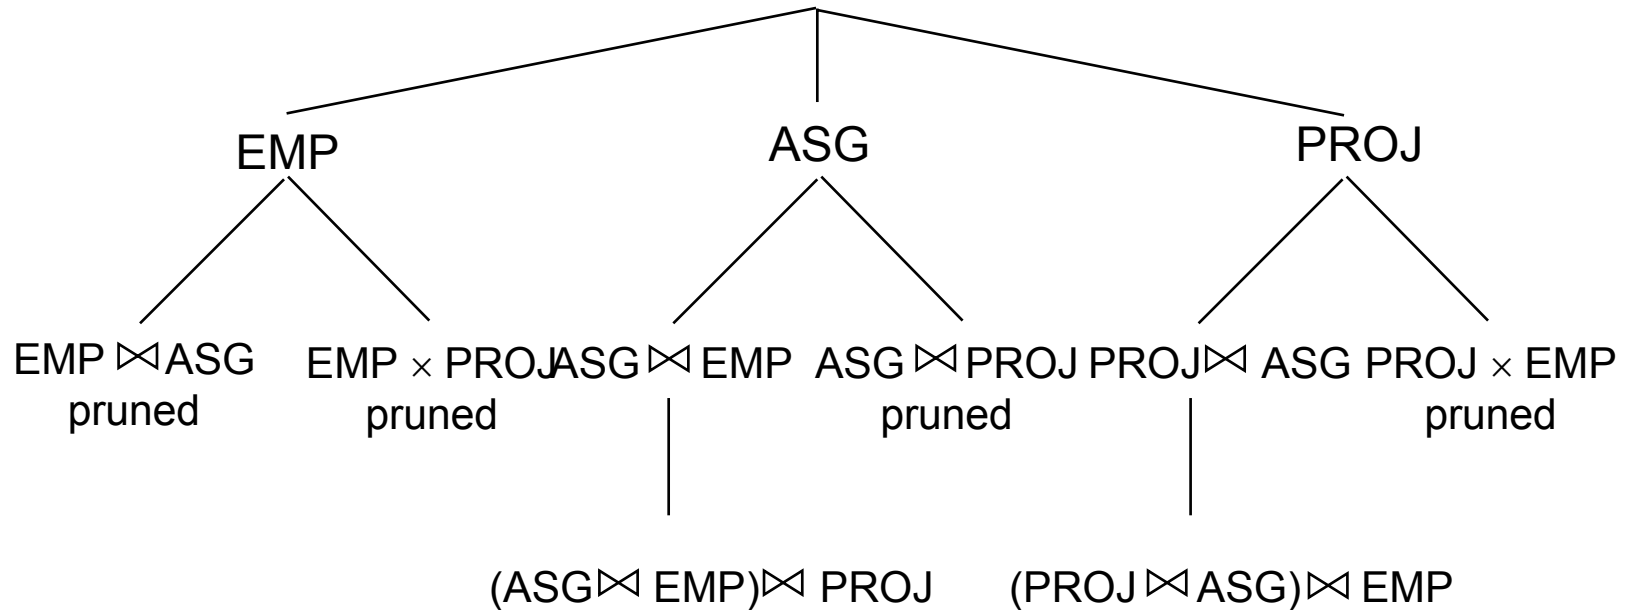 EMP ASG PROJ
EMP ⋈ ASG EMP × PROJ ASG ⋈ EMP ASG ⋈ PROJ PROJ ⋈ ASG PROJ × EMP
pruned pruned pruned pruned
(ASG ⋈ EMP) ⋈ PROJ (PROJ ⋈ ASG) ⋈ EMP